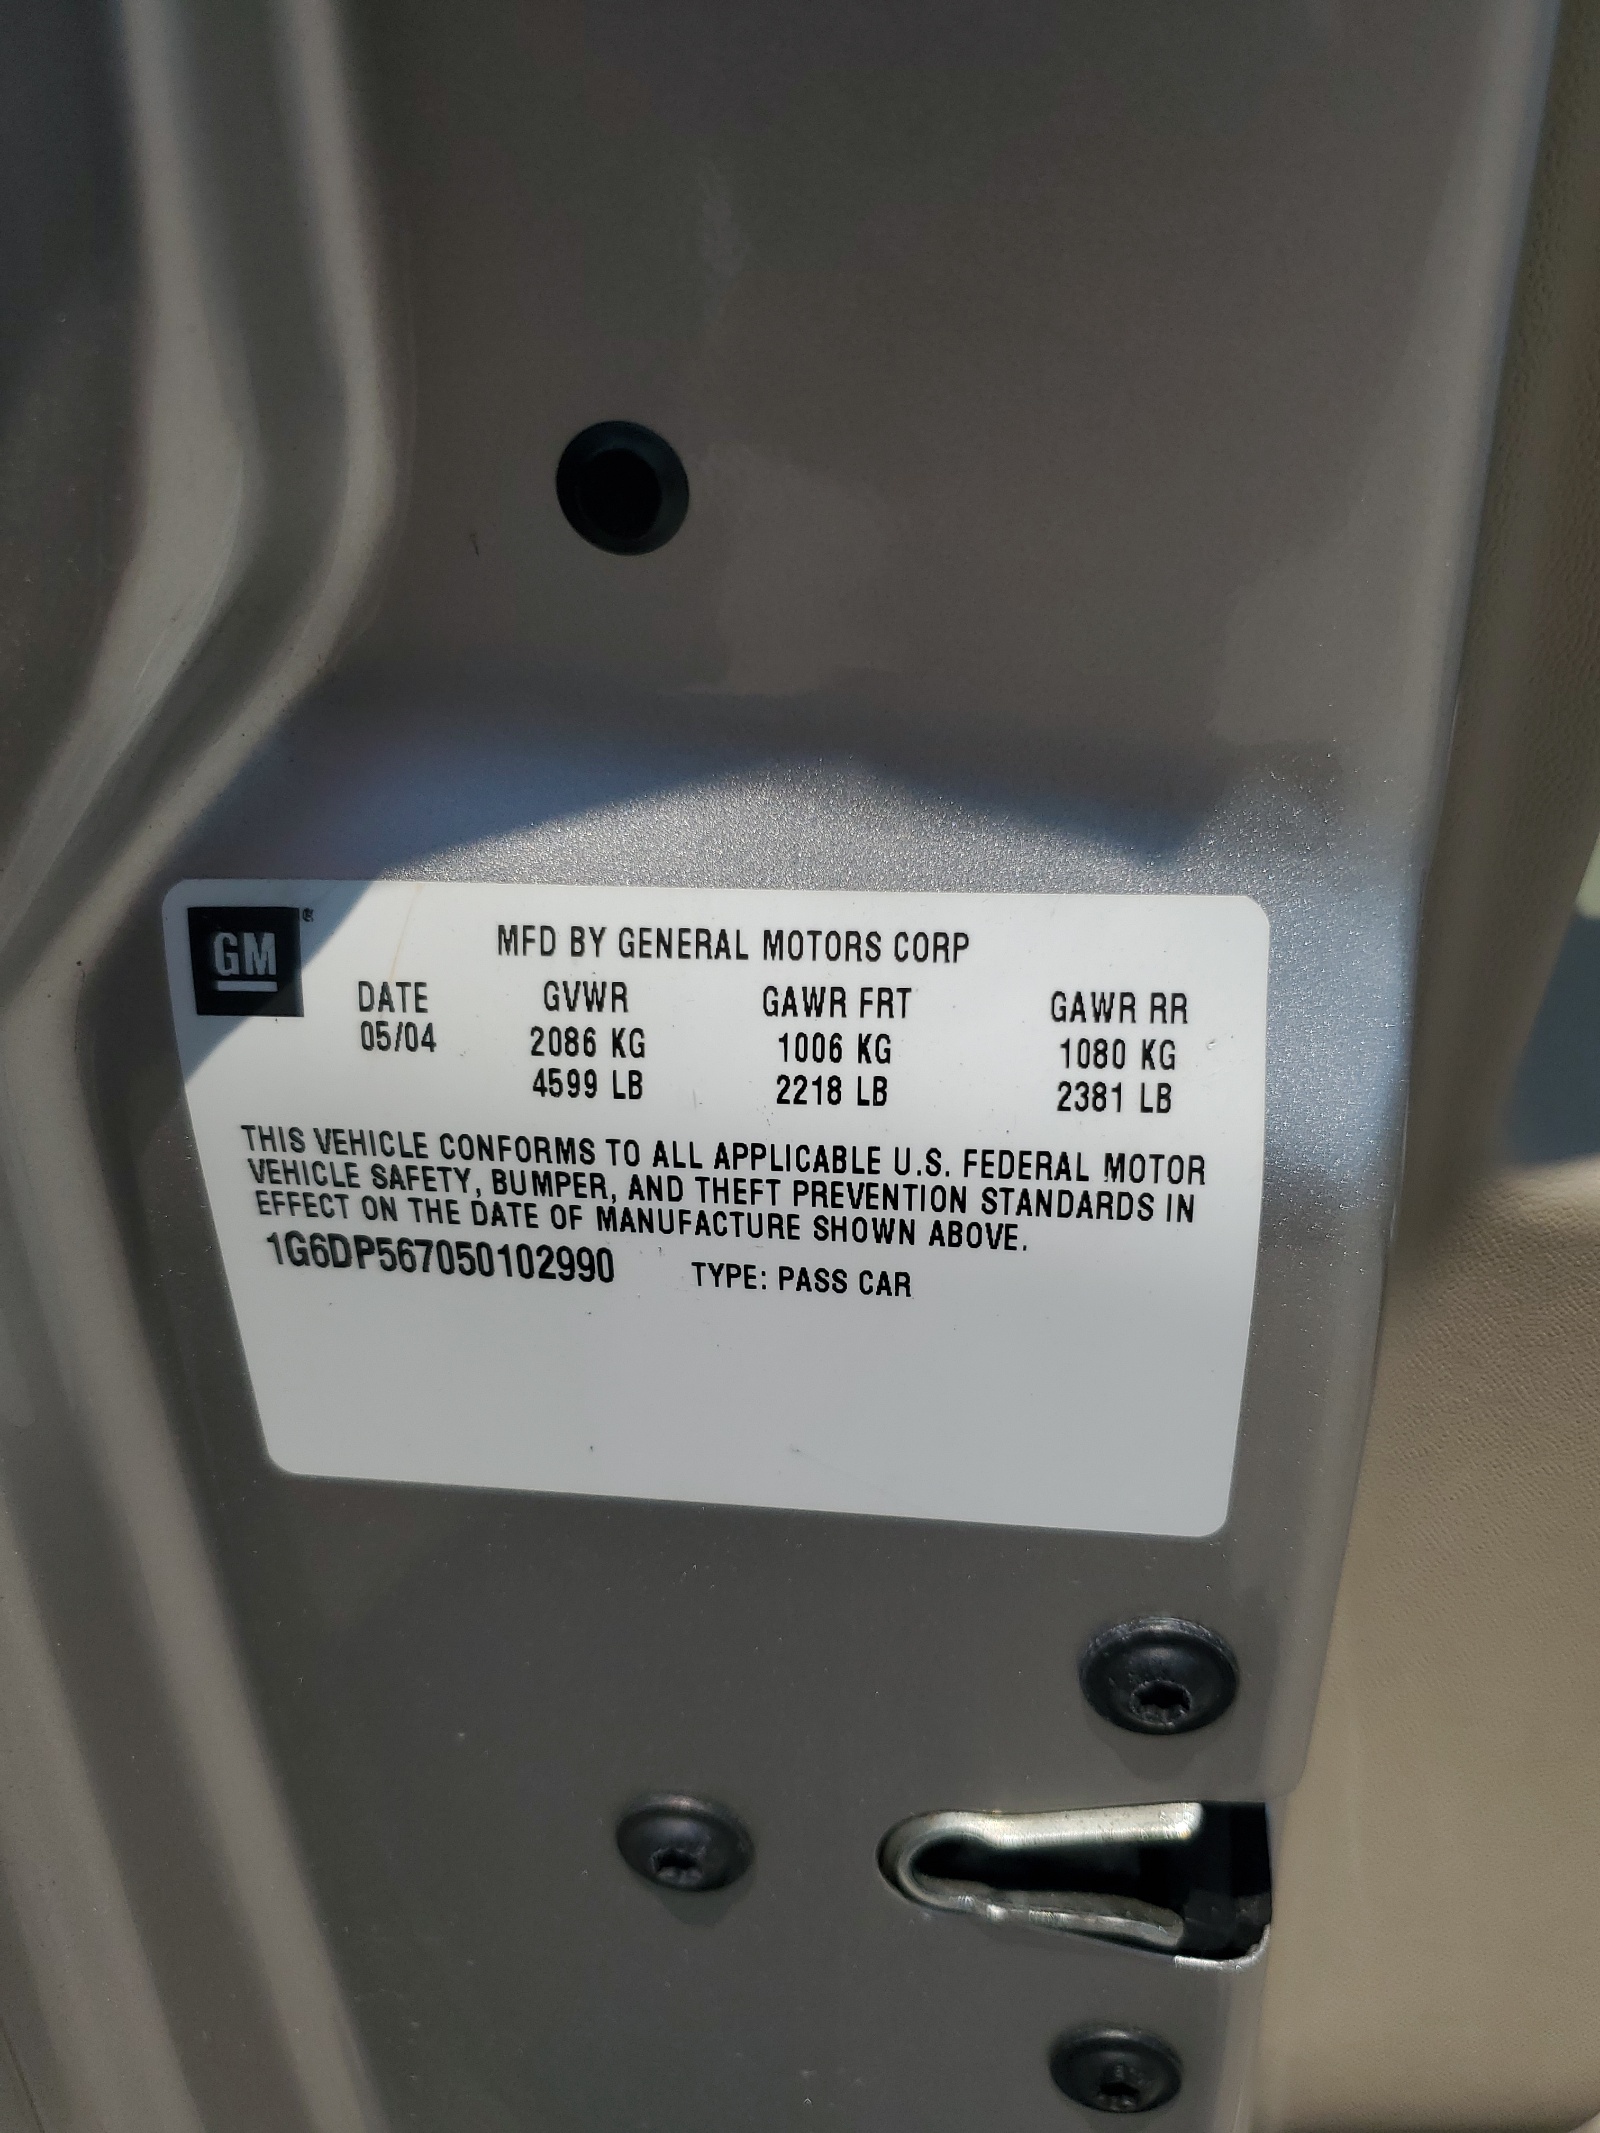 GM®
MFD BY GENERAL MOTORS CORP
DATE GVWR GAWR FRT GAWR RR
05/04 2086 KG 1006 KG 1080 KG
4599 LB 2218 LB 2381 LB
THIS VEHICLE CONFORMS TO ALL APPLICABLE U.S. FEDERAL MOTOR
VEHICLE SAFETY, BUMPER, AND THEFT PREVENTION STANDARDS IN
EFFECT ON THE DATE OF MANUFACTURE SHOWN ABOVE.
1G6DP567050102990 TYPE: PASS CAR